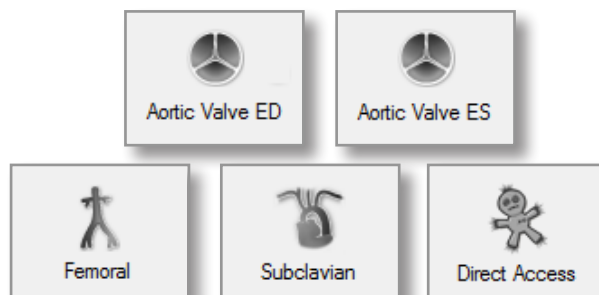 Aortic Valve ED
Aortic Valve ES
Femoral
Subclavian
Direct Access